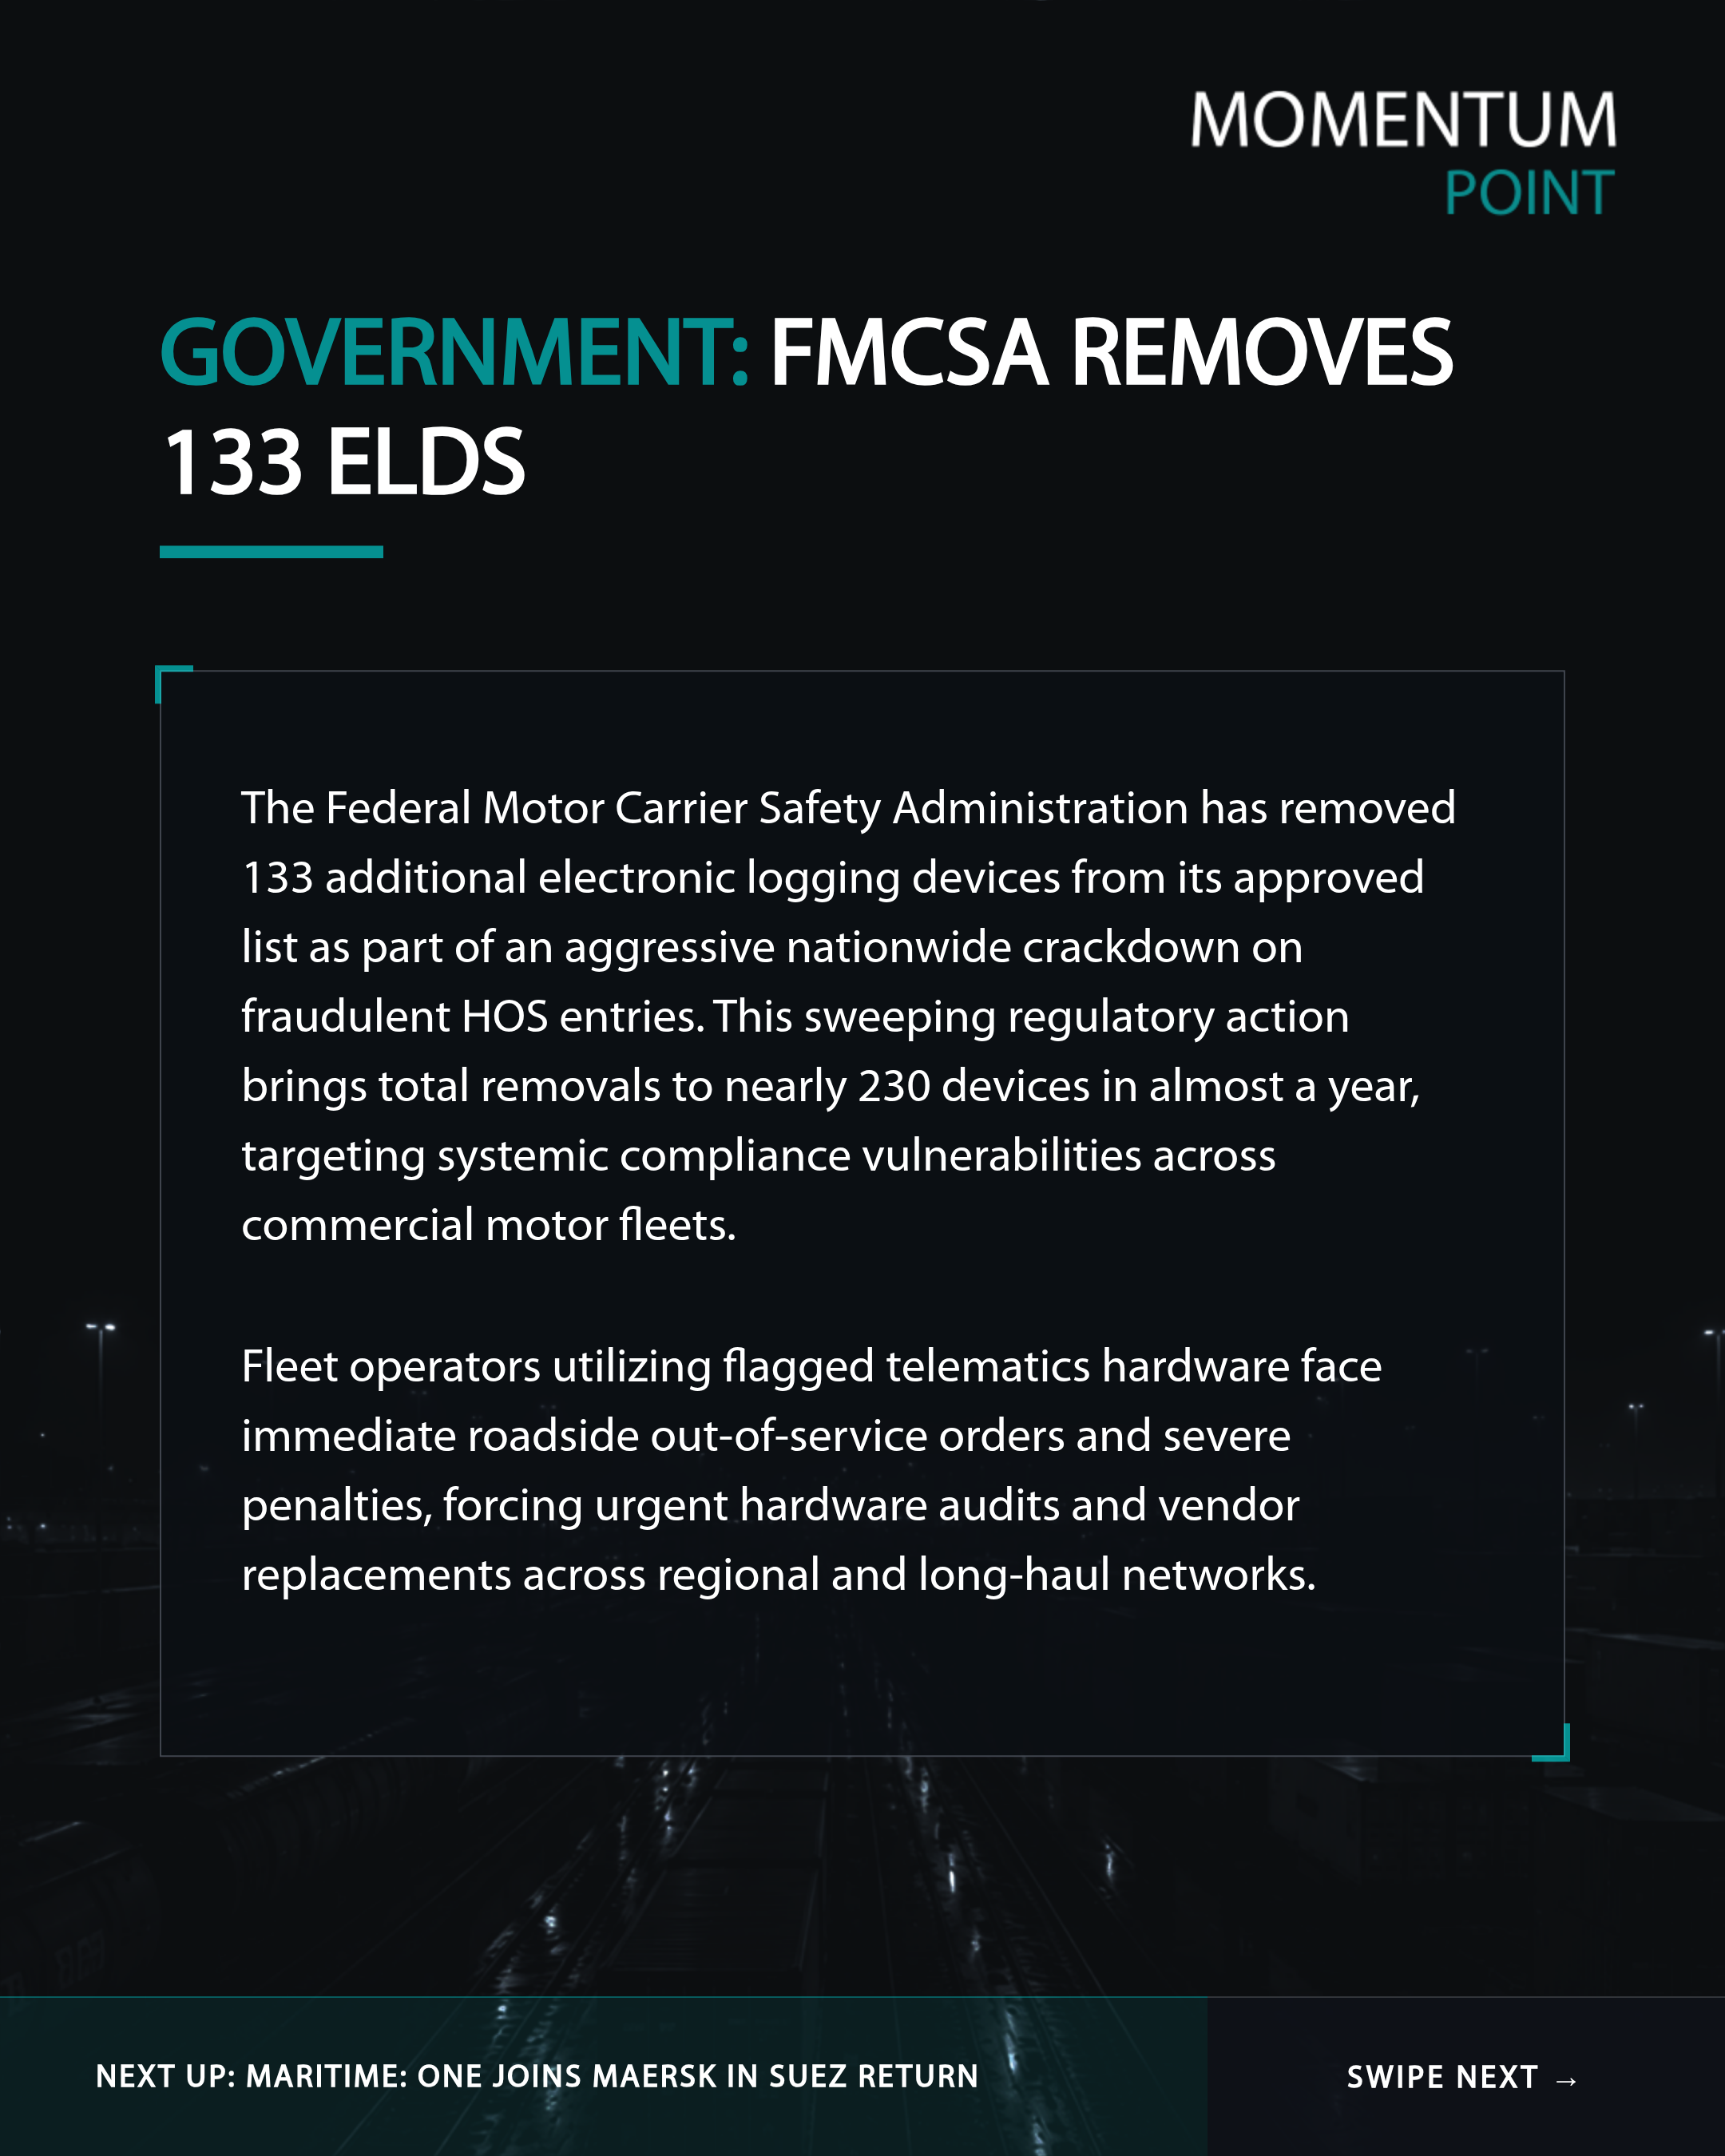 MOMENTUM
POINT
GOVERNMENT: FMCSA REMOVES
133 ELDS
The Federal Motor Carrier Safety Administration has removed
133 additional electronic logging devices from its approved
list as part of an aggressive nationwide crackdown on
fraudulent HOS entries. This sweeping regulatory action
brings total removals to nearly 230 devices in almost a year,
targeting systemic compliance vulnerabilities across
commercial motor fleets.
Fleet operators utilizing flagged telematics hardware face
immediate roadside out-of-service orders and severe
penalties, forcing urgent hardware audits and vendor
replacements across regional and long-haul networks.
NEXT UP: MARITIME: ONE JOINS MAERSK IN SUEZ RETURN
SWIPE NEXT →